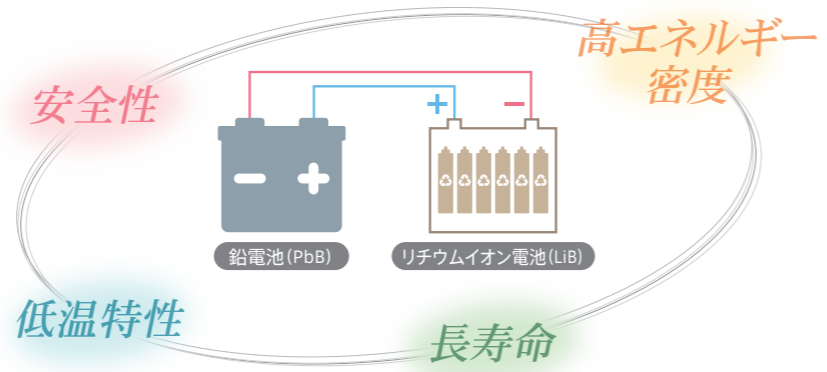 高エネルギー
密度
安全性
+
−
− +
鉛電池(PbB)
リチウムイオン電池(LiB)
低温特性
長寿命